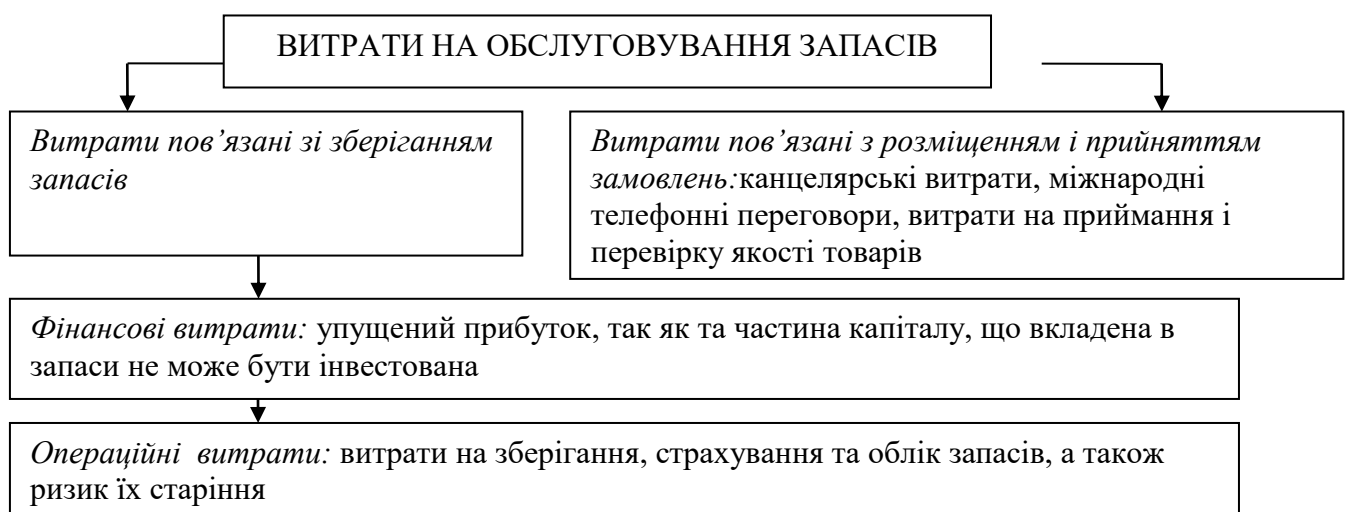 ВИТРАТИ НА ОБСЛУГОВУВАННЯ ЗАПАСІВ
Витрати пов’язані зі зберіганням
запасів
Витрати пов’язані з розміщенням і прийняттям
замовлень:канцелярські витрати, міжнародні
телефонні переговори, витрати на приймання і
перевірку якості товарів
Фінансові витрати: упущений прибуток, так як та частина капіталу, що вкладена в
запаси не може бути інвестована
Операційні витрати: витрати на зберігання, страхування та облік запасів, а також
ризик їх старіння